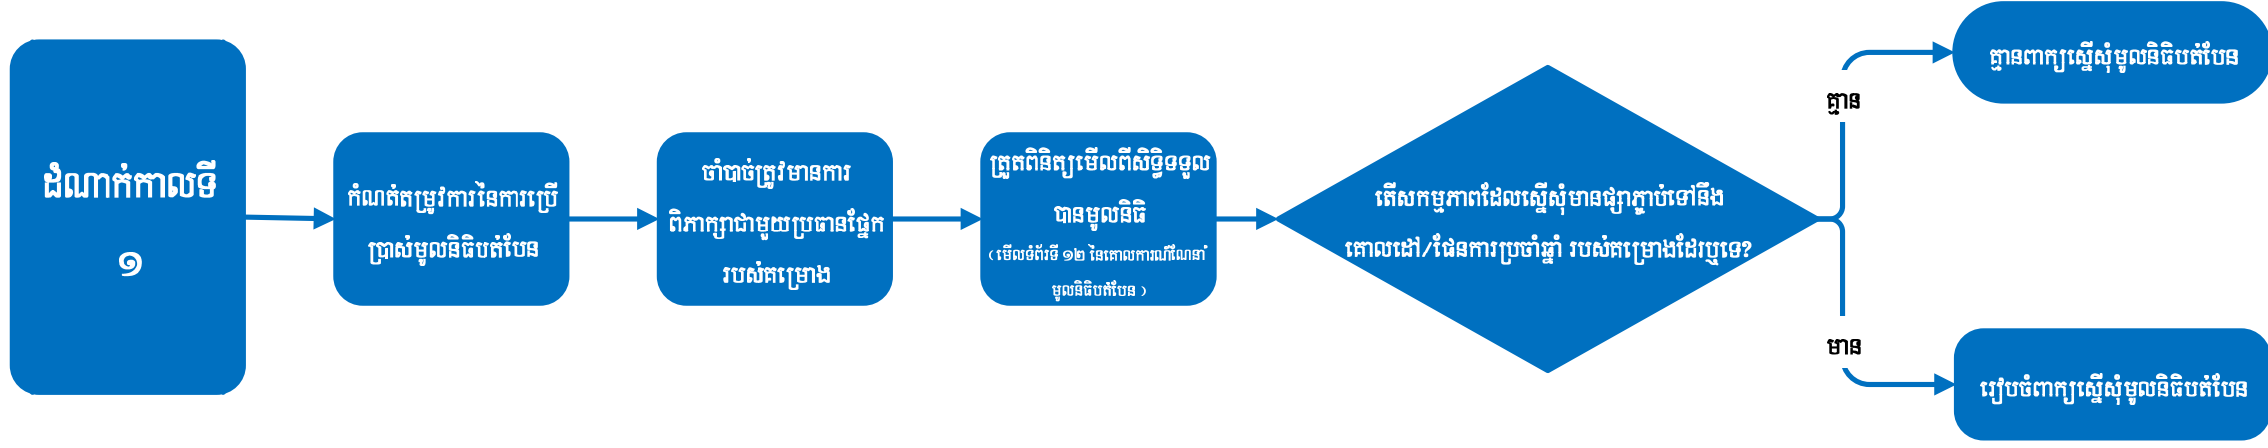 ដំណាក់កាលទី
១
កំណត់តម្រូវការនៃការប្រើ
ប្រាស់មូលនិធិបត់បែន
ចាំបាច់ត្រូវមានការ
ពិភាក្សាជាមួយប្រធានផ្នែក
របស់គម្រោង
ត្រួតពិនិត្យមើលពីសិទ្ធិទទួល
បានមូលនិធិ
(មើលទំព័រទី ១២ នៃគោលការណ៍ណែនាំ
មូលនិធិបត់បែន )
តើសកម្មភាពដែលស្នើសុំមានផ្សាភ្ជាប់ទៅនឹង
គោលដៅ/ផែនការប្រចាំឆ្នាំ របស់គម្រោងដែរឬទេ?
គ្មាន
គ្មានពាក្យស្នើសុំមូលនិធិបត់បែន
មាន
រៀបចំពាក្យស្នើសុំមូលនិធិបត់បែន